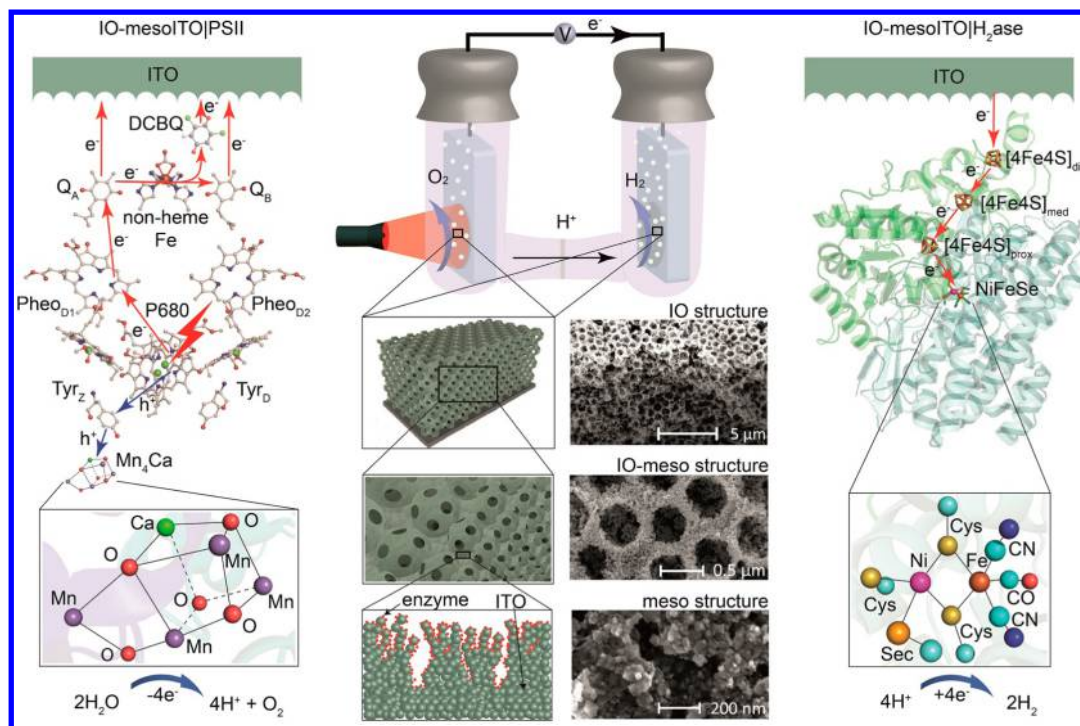 IO-mesoITO|PSII
ITO
e-
DCBQ
e-
e-
QA
e-
QB
non-heme
Fe
e-
PheoD1
P680
PheoD2
e-
TyrZ
h+
TyrD
h+
Mn4Ca
Ca
O
Mn
O
Mn
O
Mn
O
O
Mn
2H2O
-4e-
4H+ + O2
V
e-
O2
H2
H+
IO structure
5 µm
IO-meso structure
0.5 µm
enzyme
ITO
meso structure
200 nm
IO-mesoITO|H2ase
ITO
e-
[4Fe4S]di
e-
[4Fe4S]med
e-
[4Fe4S]prox
e-
NiFeSe
Cys
CN
Ni
Fe
CO
Cys
CN
Cys
Sec
4H+
+4e-
2H2